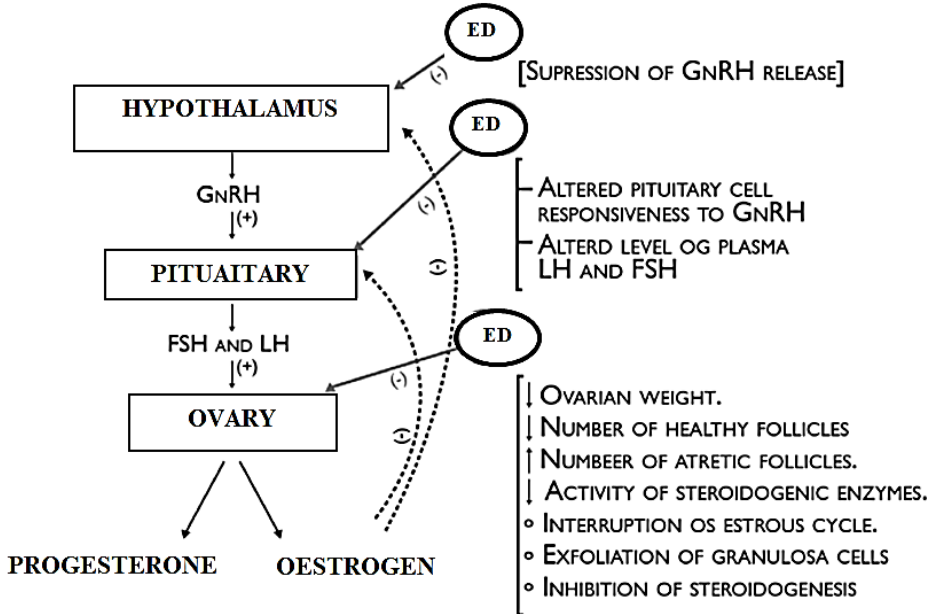 ED
(-)
[SUPRESSION OF GNRH RELEASE]
HYPOTHALAMUS
ED
GNRH
(+)
(-)
ALTERED PITUITARY CELL
RESPONSIVENESS TO GNRH
ALTERD LEVEL OG PLASMA
LH AND FSH
PITUAITARY
(-)
ED
FSH AND LH
(+)
(-)
OVARY
(-)
↓ OVARIAN WEIGHT.
↓ NUMBER OF HEALTHY FOLLICLES
↑ NUMBEER OF ATRETIC FOLLICLES.
↓ ACTIVITY OF STEROIDOGENIC ENZYMES.
∘ INTERRUPTION OS ESTROUS CYCLE.
∘ EXFOLIATION OF GRANULOSA CELLS
∘ INHIBITION OF STEROIDOGENESIS
PROGESTERONE
OESTROGEN